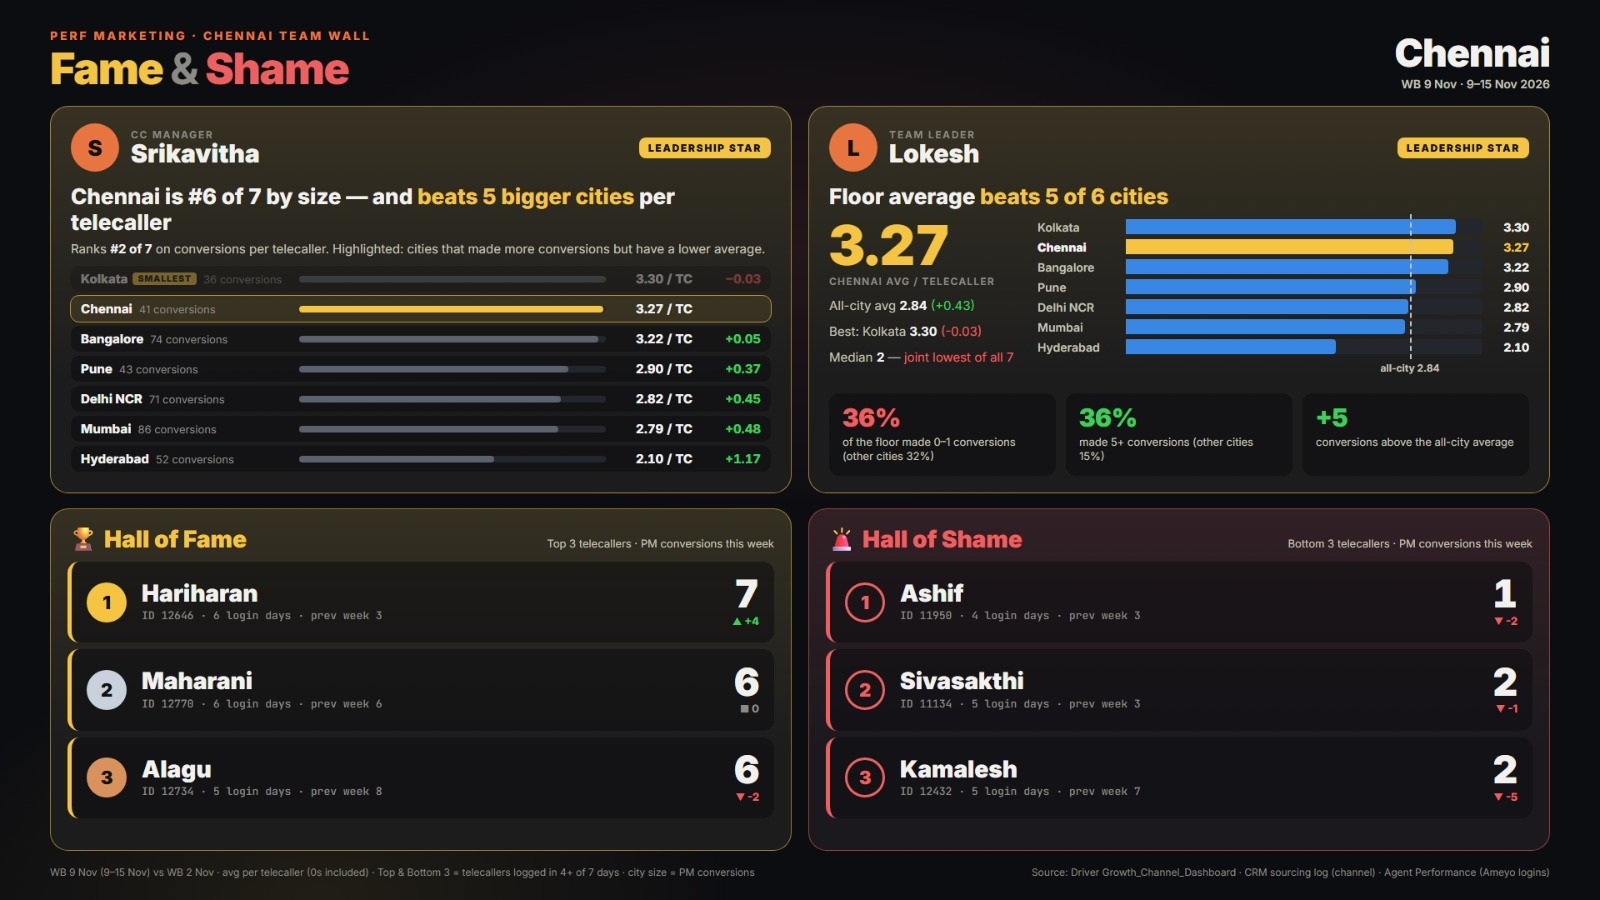 PERF MARKETING · CHENNAI TEAM WALL
Fame & Shame
Chennai
WB 9 Nov · 9–15 Nov 2026
S
CC MANAGER
Srikavitha
LEADERSHIP STAR
Chennai is #6 of 7 by size — and beats 5 bigger cities per
telecaller
Ranks #2 of 7 on conversions per telecaller. Highlighted: cities that made more conversions but have a lower average.
Kolkata SMALLEST 36 conversions 3.30 / TC −0.03
Chennai 41 conversions 3.27 / TC
Bangalore 74 conversions 3.22 / TC +0.05
Pune 43 conversions 2.90 / TC +0.37
Delhi NCR 71 conversions 2.82 / TC +0.45
Mumbai 86 conversions 2.79 / TC +0.48
Hyderabad 52 conversions 2.10 / TC +1.17
L
TEAM LEADER
Lokesh
LEADERSHIP STAR
Floor average beats 5 of 6 cities
3.27
CHENNAI AVG / TELECALLER
All-city avg 2.84 (+0.43)
Best: Kolkata 3.30 (-0.03)
Median 2 — joint lowest of all 7
Kolkata 3.30
Chennai 3.27
Bangalore 3.22
Pune 2.90
Delhi NCR 2.82
Mumbai 2.79
Hyderabad 2.10
all-city 2.84
36%
of the floor made 0–1 conversions
(other cities 32%)
36%
made 5+ conversions (other cities
15%)
+5
conversions above the all-city average
🏆 Hall of Fame
Top 3 telecallers · PM conversions this week
1
Hariharan
ID 12646 · 6 login days · prev week 3
7
▲ +4
2
Maharani
ID 12770 · 6 login days · prev week 6
6
■ 0
3
Alagu
ID 12734 · 5 login days · prev week 8
6
▼ -2
🚨 Hall of Shame
Bottom 3 telecallers · PM conversions this week
1
Ashif
ID 11950 · 4 login days · prev week 3
1
▼ -2
2
Sivasakthi
ID 11134 · 5 login days · prev week 3
2
▼ -1
3
Kamalesh
ID 12432 · 5 login days · prev week 7
2
▼ -5
WB 9 Nov (9–15 Nov) vs WB 2 Nov · avg per telecaller (0s included) · Top & Bottom 3 = telecallers logged in 4+ of 7 days · city size = PM conversions
Source: Driver Growth_Channel_Dashboard · CRM sourcing log (channel) · Agent Performance (Ameyo logins)